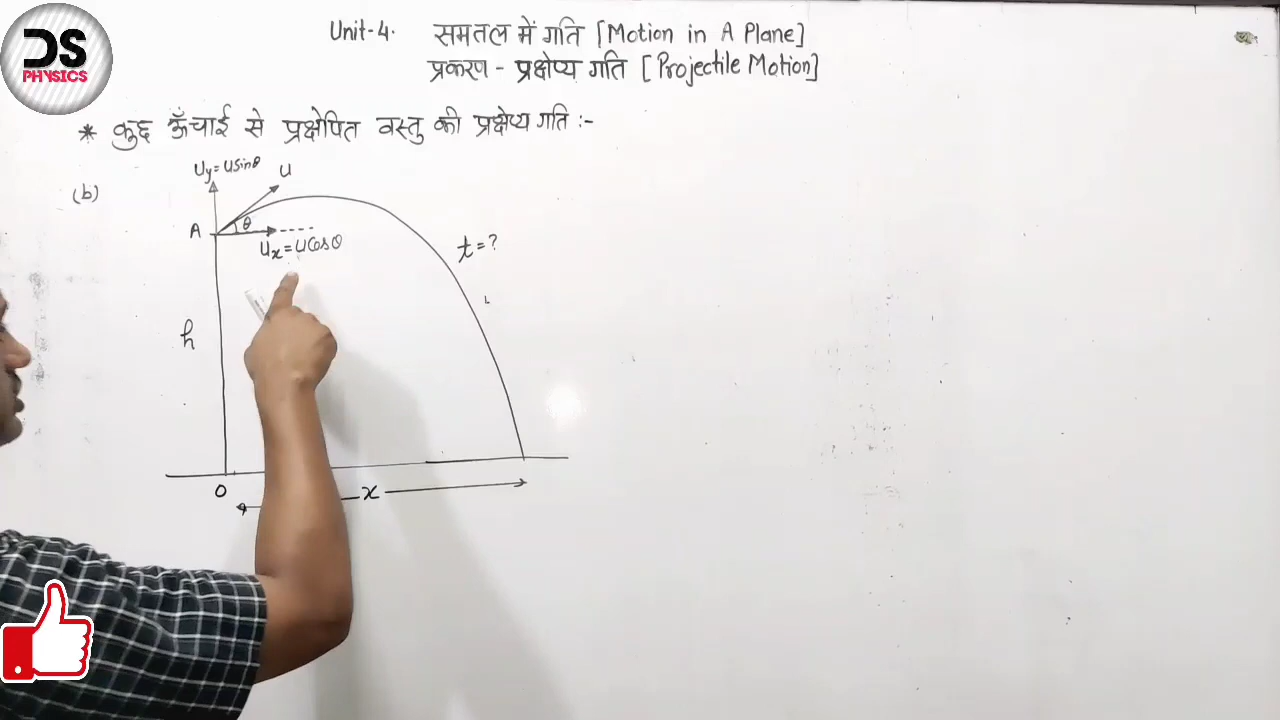 DS
PHYSICS
Unit-4. समतल में गति [Motion in A Plane]
प्रकरण - प्रक्षेप्य गति [Projectile Motion]
* कुछ ऊँचाई से प्रक्षेपित वस्तु की प्रक्षेप्य गति :-
(b)
Uy=USinθ
U
A
θ
Ux=UCosθ
t=?
h
O
x